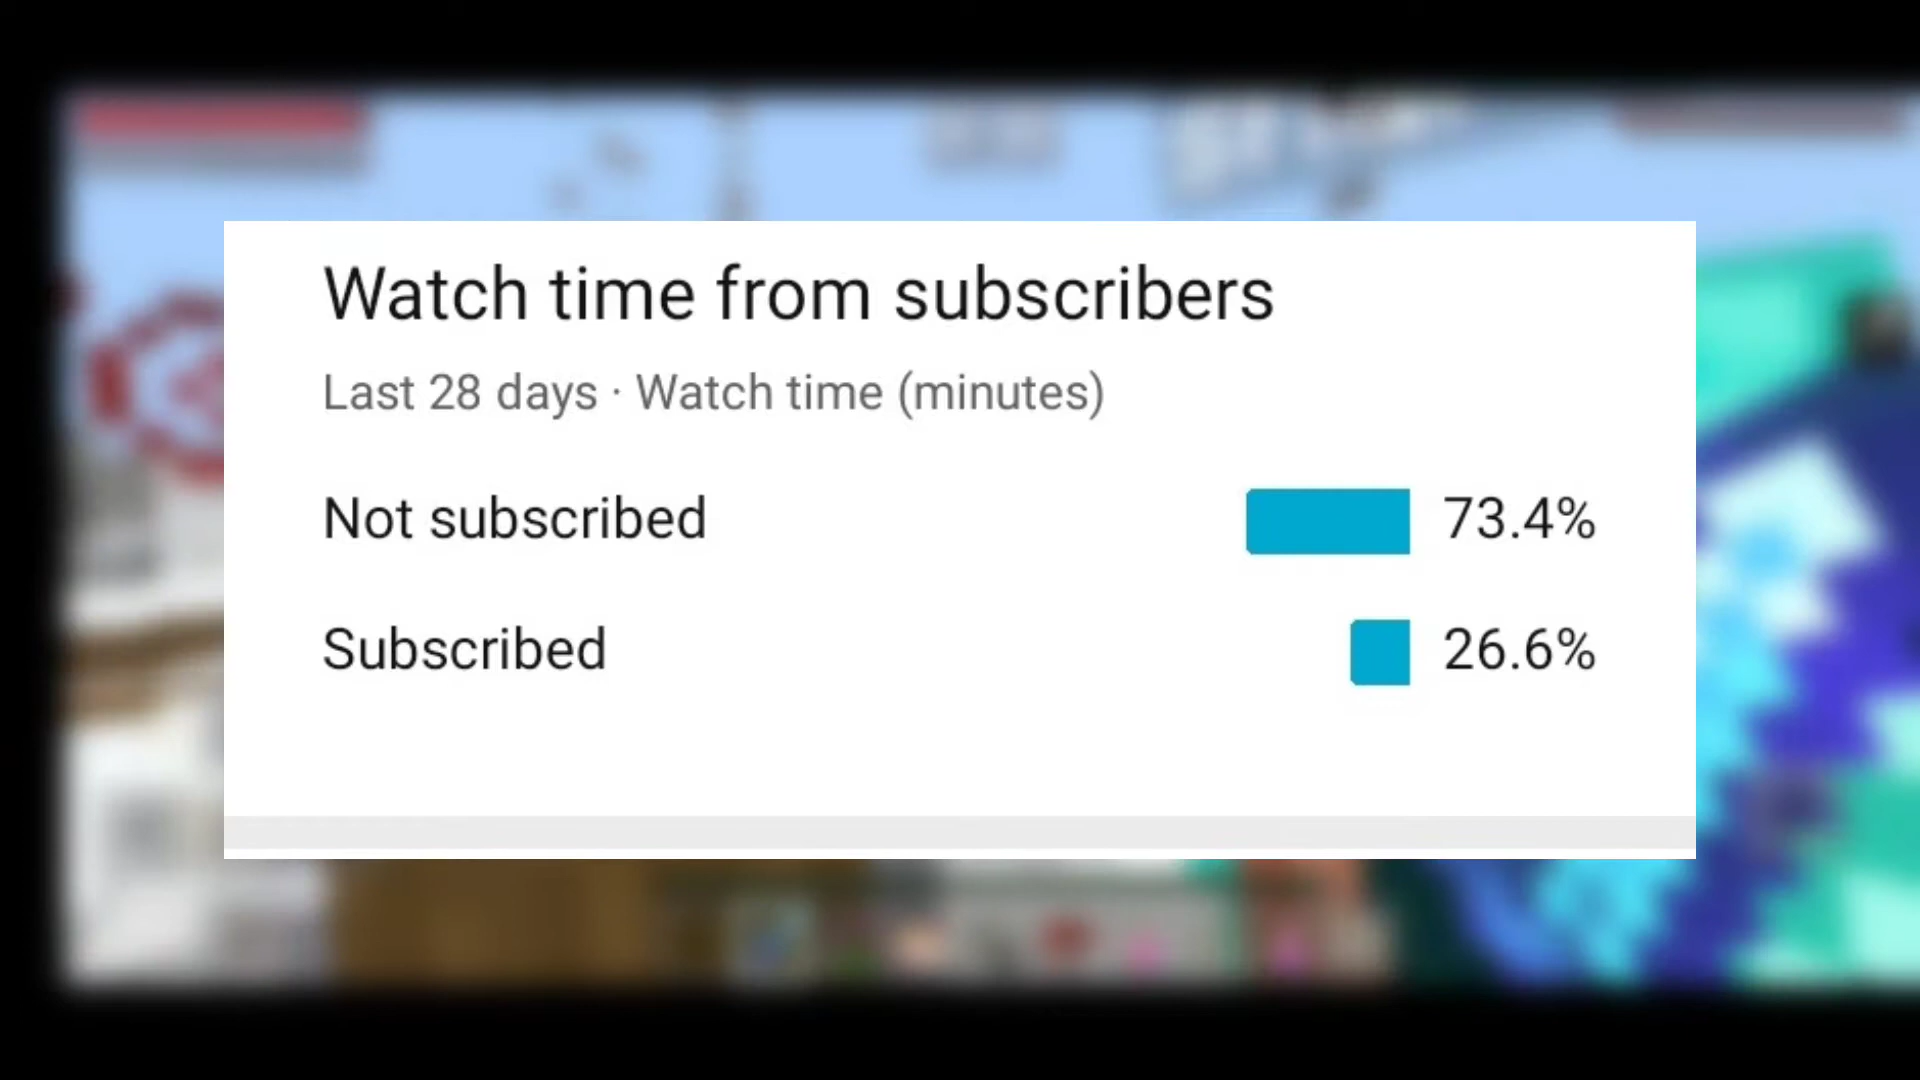 Watch time from subscribers
Last 28 days · Watch time (minutes)
Not subscribed 73.4%
Subscribed 26.6%